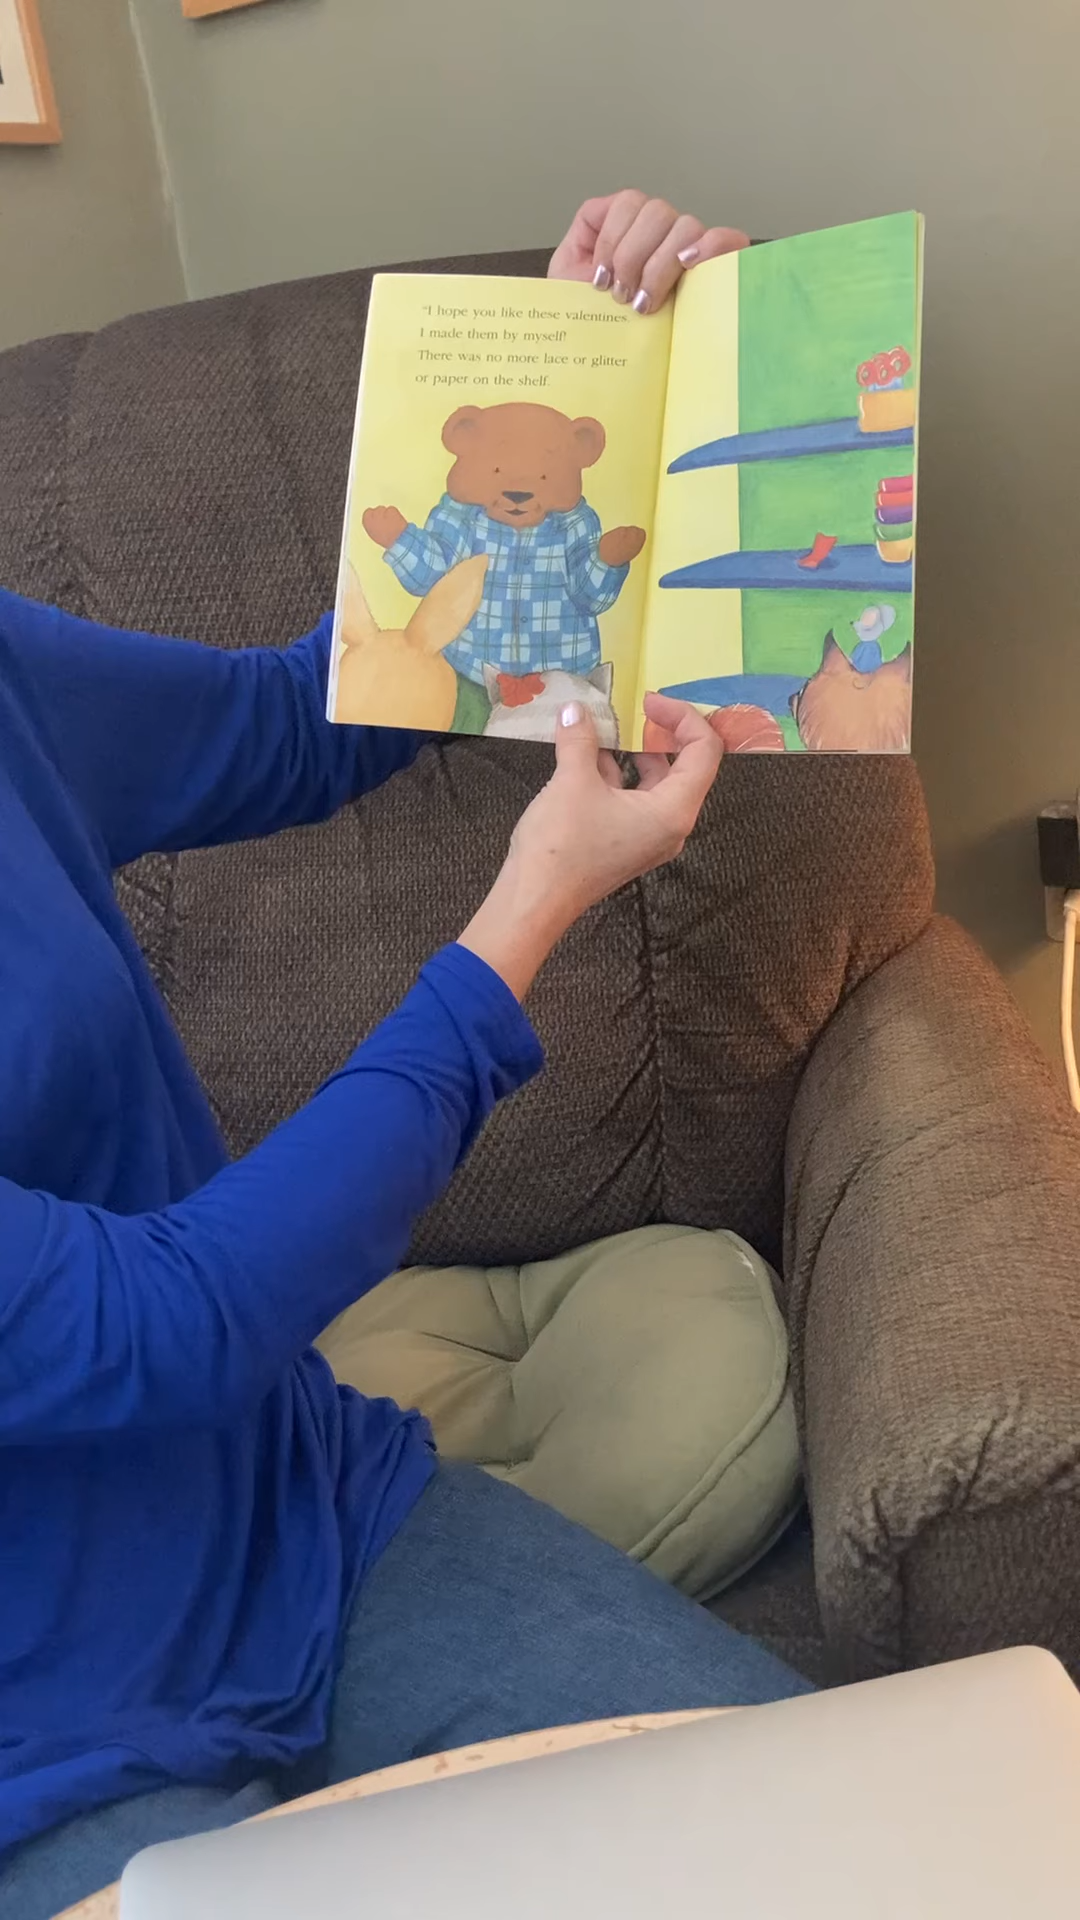 "I hope you like these valentines.
I made them by myself!
There was no more lace or glitter
or paper on the shelf.